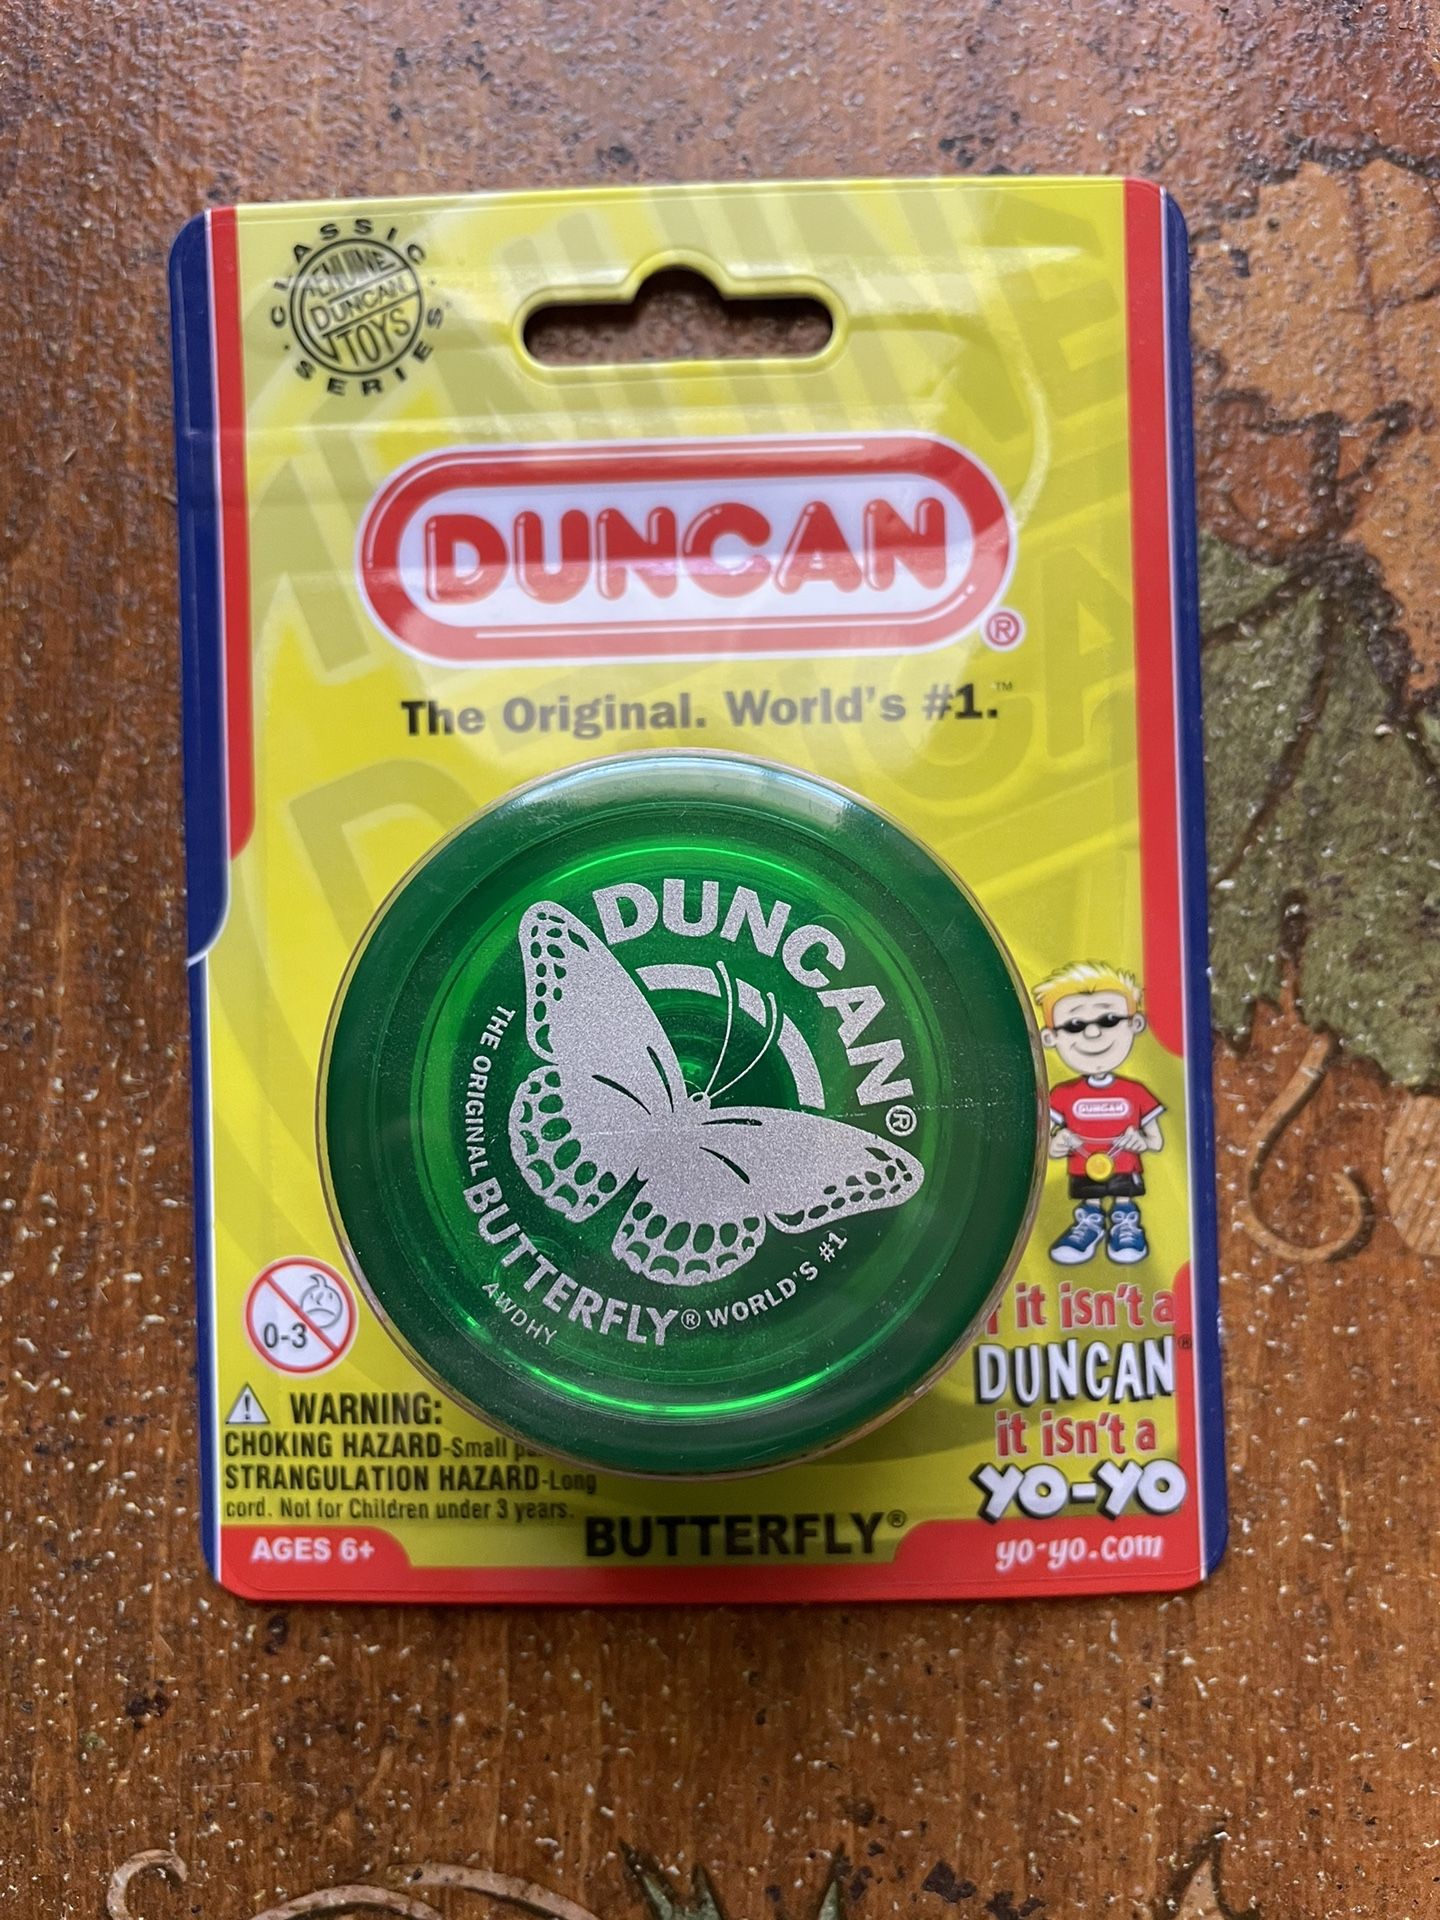 CLASSIC
GENUINE
DUNCAN
TOYS
SERIES
DUNCAN®
The Original. World's #1.™
DUNCAN®
THE ORIGINAL BUTTERFLY® WORLD'S #1
AWDHY
DUNCAN
0-3
it isn't a
DUNCAN®
it isn't a
YO-YO
WARNING:
CHOKING HAZARD-Small
STRANGULATION HAZARD-Long
cord. Not for Children under 3 years.
AGES 6+
BUTTERFLY®
yo-yo.com